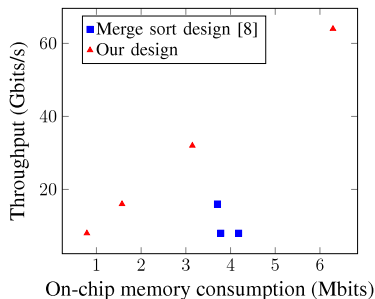 Merge sort design [8]
Our design
60
40
20
Throughput (Gbits/s)
1 2 3 4 5 6
On-chip memory consumption (Mbits)